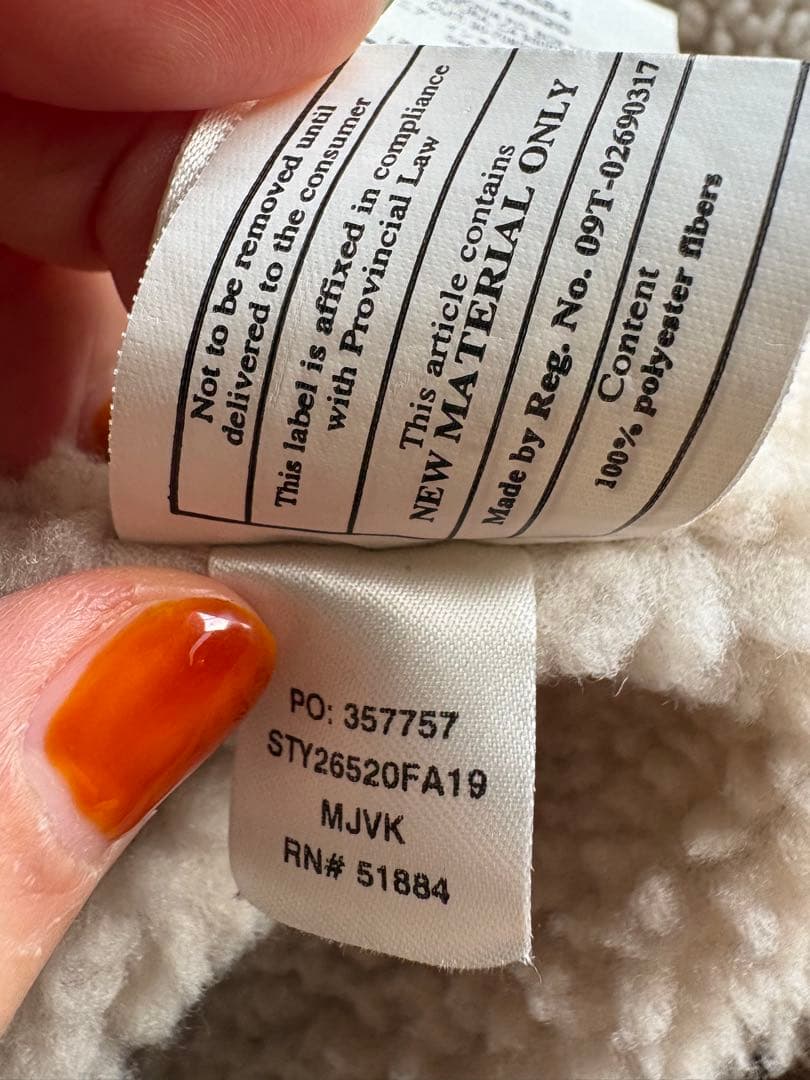 Not to be removed until
delivered to the consumer
This label is affixed in compliance
with Provincial Law
This article contains
NEW MATERIAL ONLY
Made by Reg. No. 09T-02690317
Content
100% polyester fibers
PO: 357757
STY26520FA19
MJVK
RN# 51884